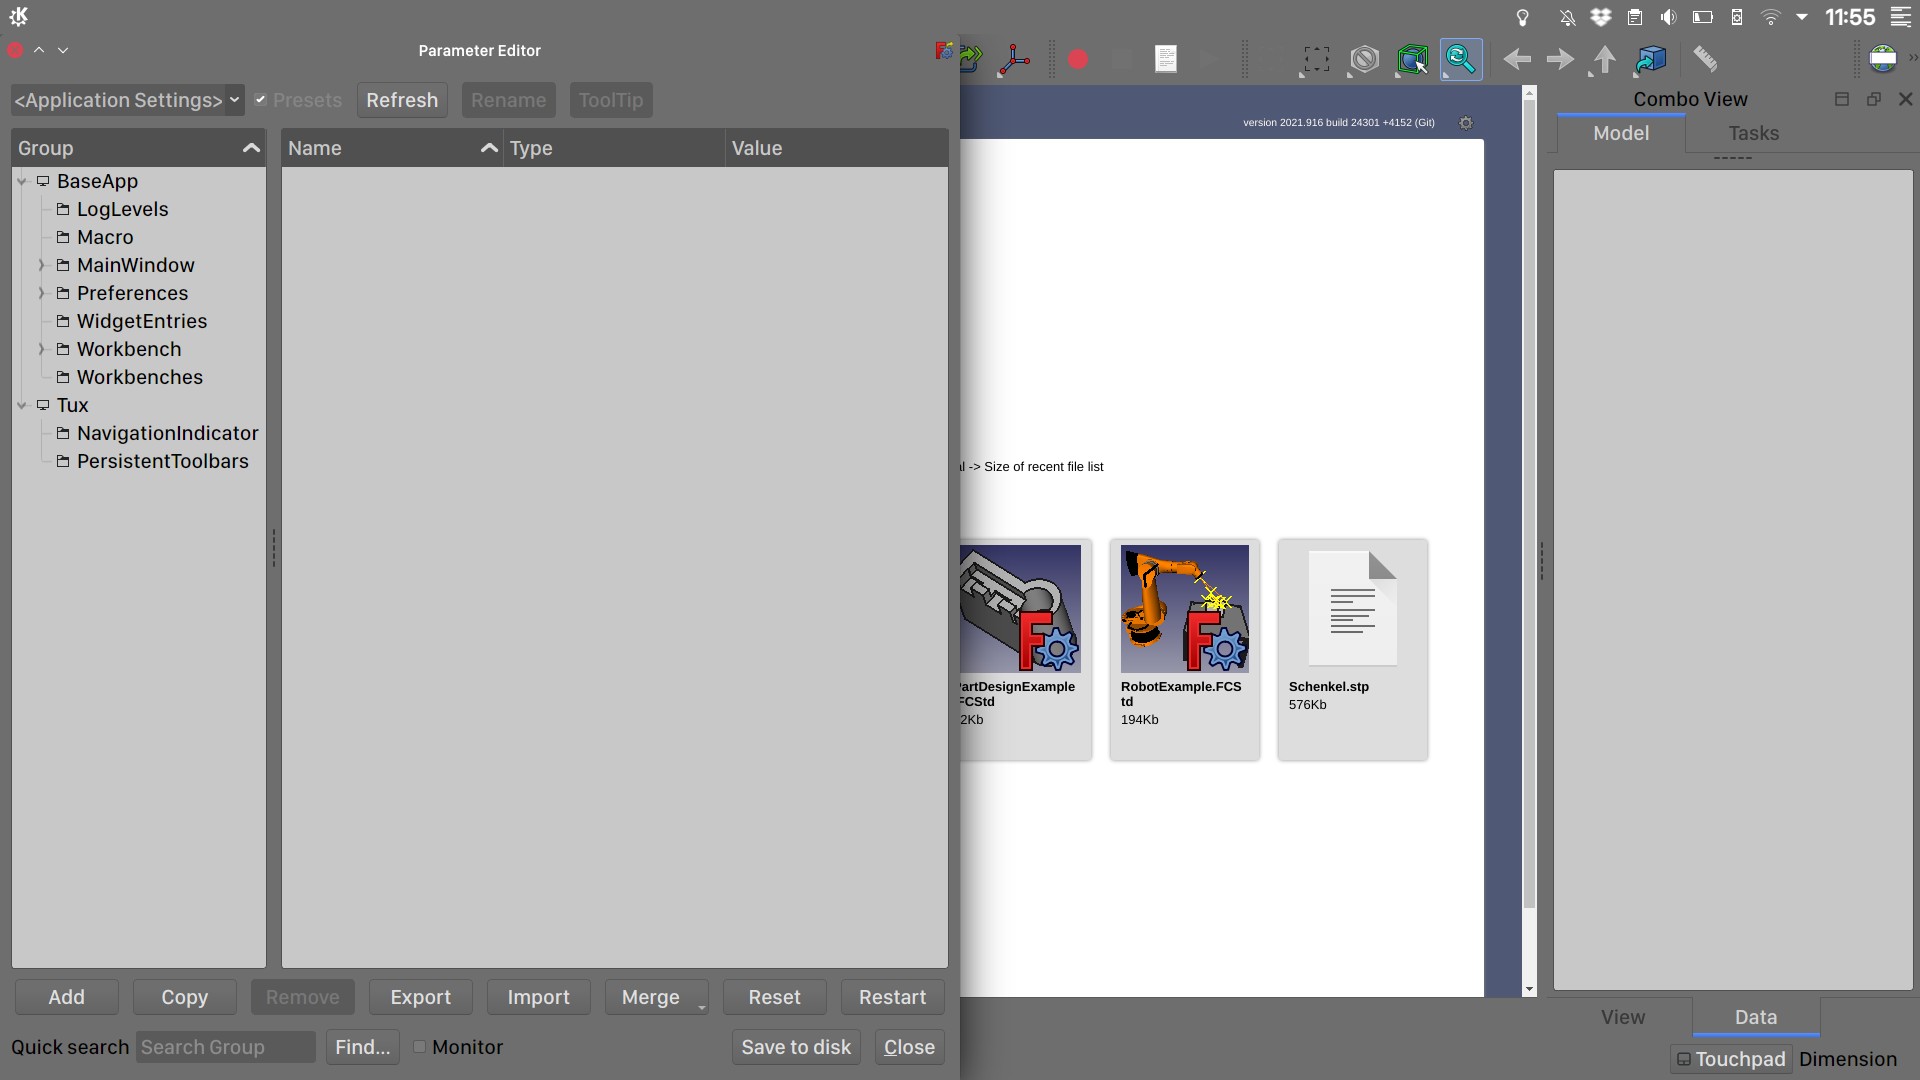 11:55
Parameter Editor
<Application Settings>
Presets
Refresh
Rename
ToolTip
Group
Name
Type
Value
BaseApp
LogLevels
Macro
MainWindow
Preferences
WidgetEntries
Workbench
Workbenches
Tux
NavigationIndicator
PersistentToolbars
Add
Copy
Remove
Export
Import
Merge
Reset
Restart
Quick search
Search Group
Find...
Monitor
Save to disk
Close
version 2021.916 build 24301 +4152 (Git)
-> Size of recent file list
PartDesignExample
.FCStd
2Kb
RobotExample.FCS
td
194Kb
Schenkel.stp
576Kb
Combo View
Model
Tasks
View
Data
Touchpad
Dimension